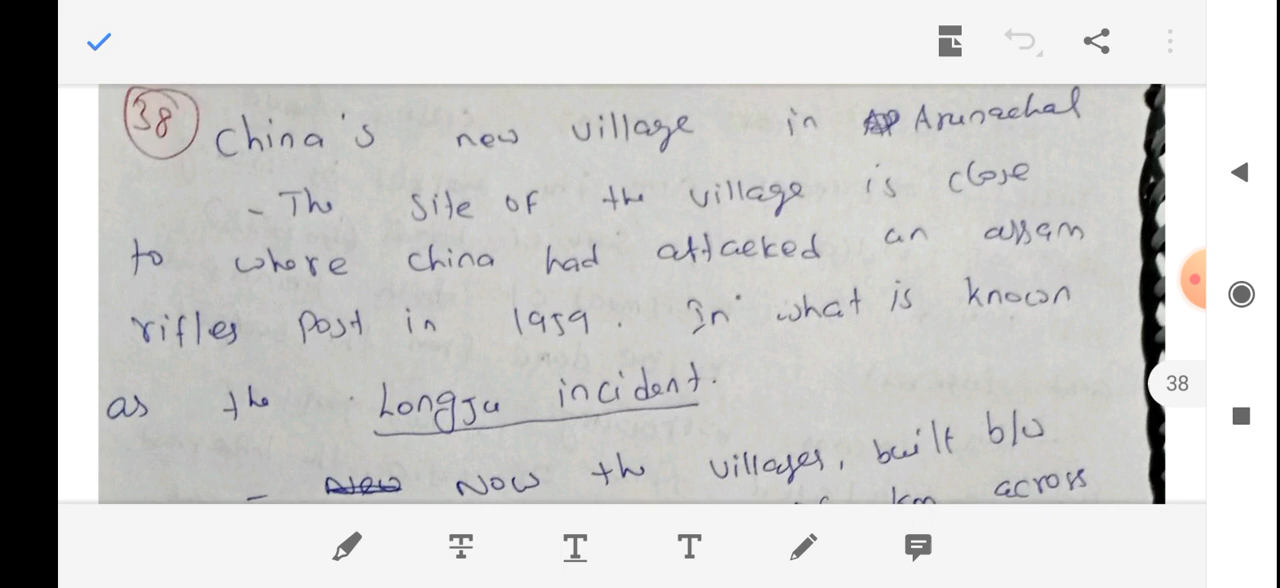 38 China's new village in AP Arunachal
- The site of the village is close
to where china had attacked an assam
rifles post in 1959. In what is known
as the Longju incident.
- New Now the villages, built b/w
km across
38